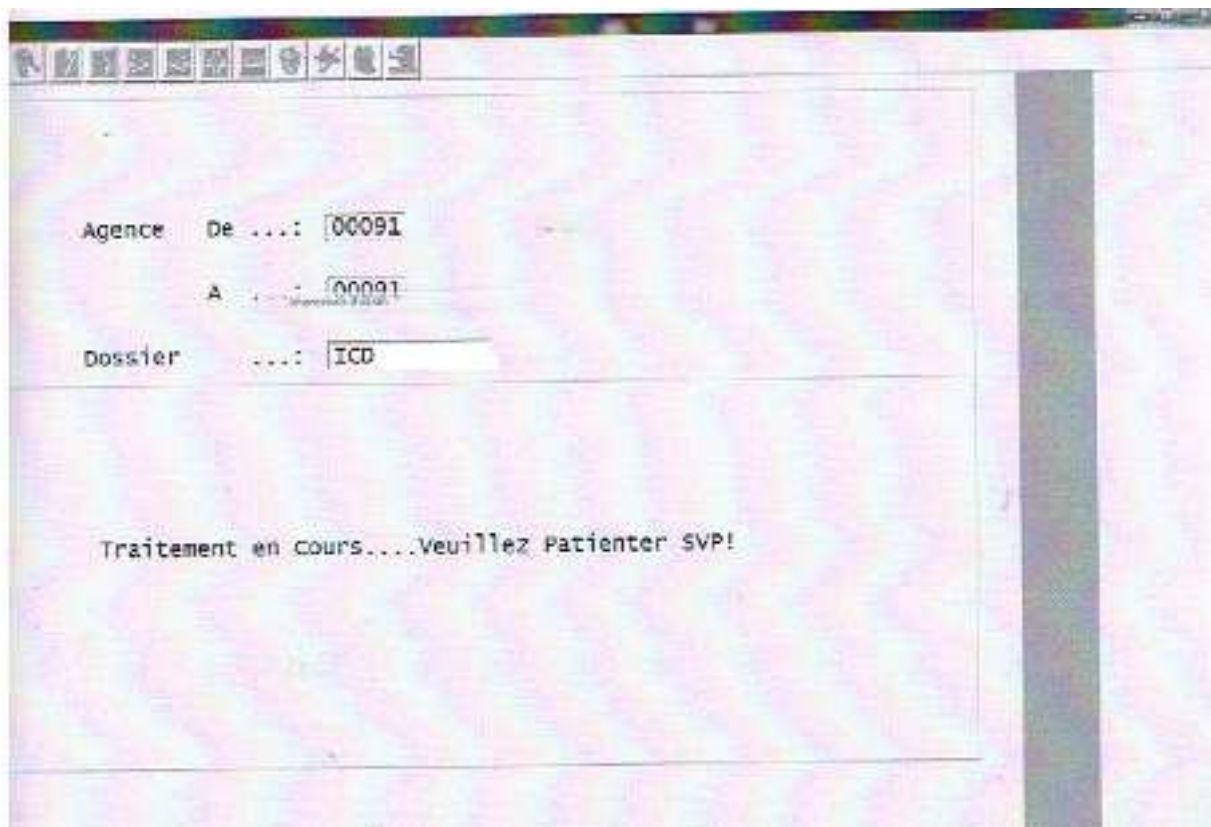 Agence De ...: 00091
A ...: 00091
Dossier ...: ICD
Traitement en Cours....Veuillez Patienter SVP!